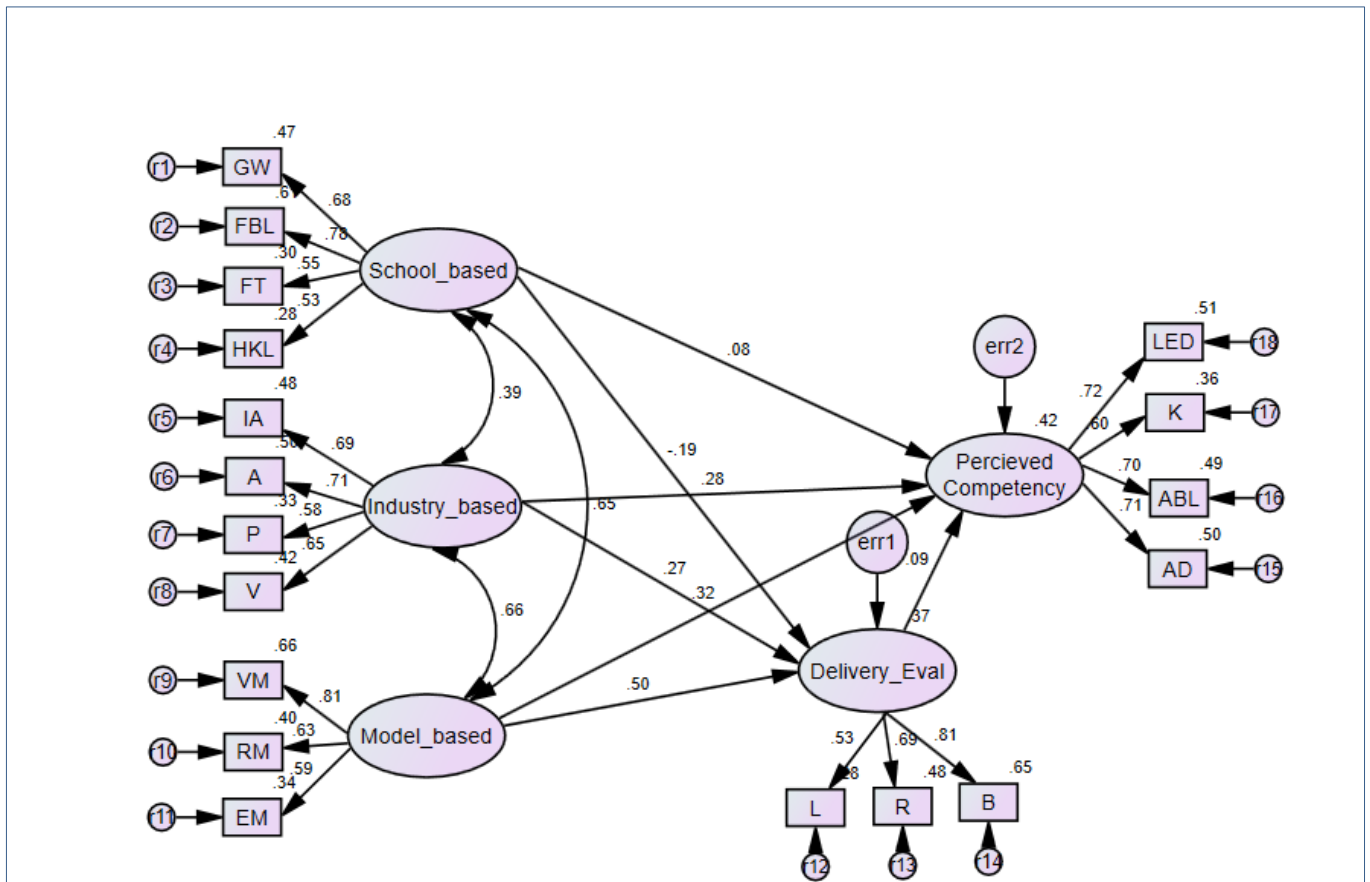 .47
r1
GW
.68
.6
r2
FBL
.78
.30
r3
FT
.55
.53
.28
r4
HKL
School_based
.48
r5
IA
.69
r6
A
.71
.33
r7
P
.58
.65
.42
r8
V
Industry_based
.66
r9
VM
.81
.40
r10
RM
.63
.59
.34
r11
EM
Model_based
.39
.65
.66
.08
-.19
.28
.27
.32
.50
.09
.37
err2
err1
.42
Percieved
Competency
Delivery_Eval
.51
LED
r18
.72
.36
K
r17
.60
.70
.49
ABL
r16
.71
.50
AD
r15
.53
.69
.81
.48
.65
L
R
B
r12
r13
r14